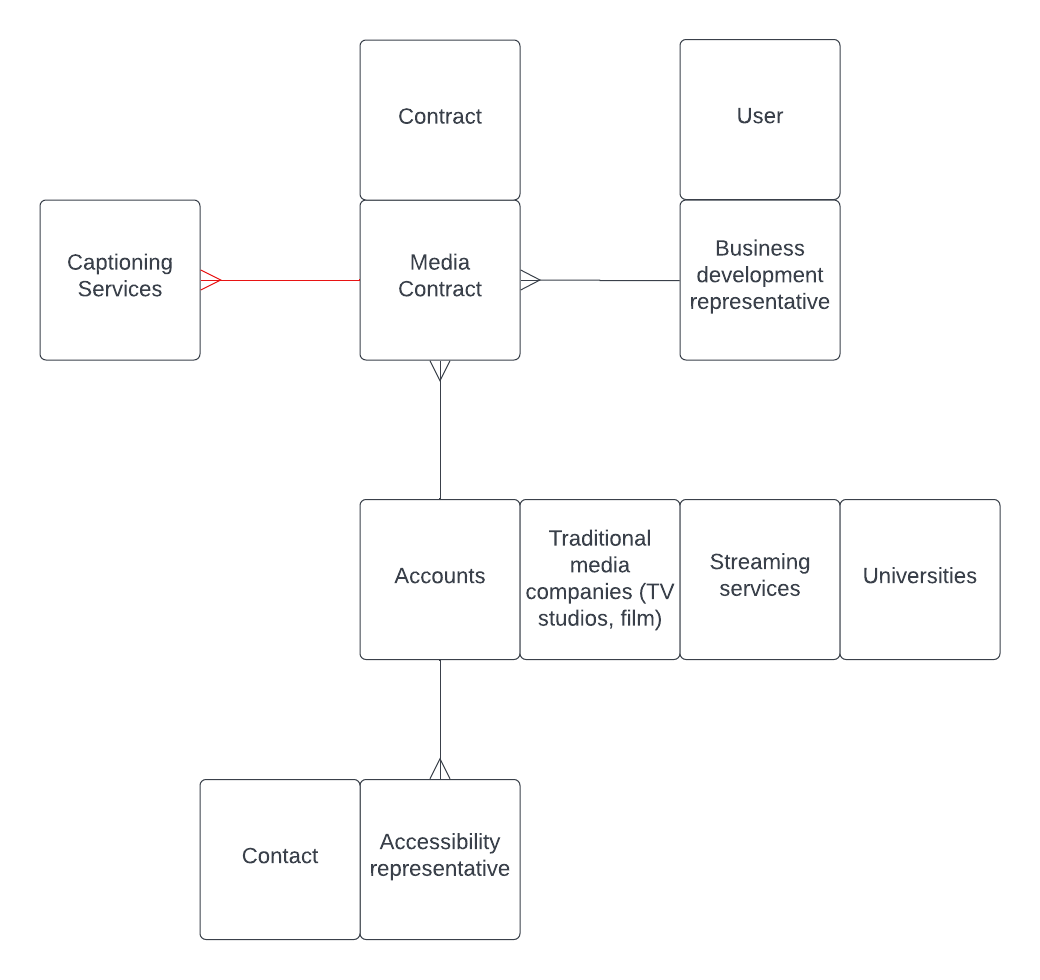 Contract
User
Captioning
Services
Media
Contract
Business
development
representative
Accounts
Traditional
media
companies (TV
studios, film)
Streaming
services
Universities
Contact
Accessibility
representative